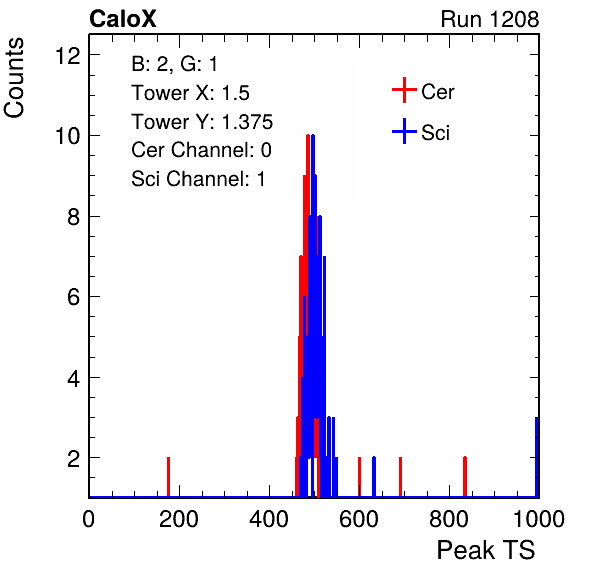 CaloX Run 1208
Counts
B: 2, G: 1
Tower X: 1.5
Tower Y: 1.375
Cer Channel: 0
Sci Channel: 1
Cer
Sci
12
10
8
6
4
2
0 200 400 600 800 1000
Peak TS